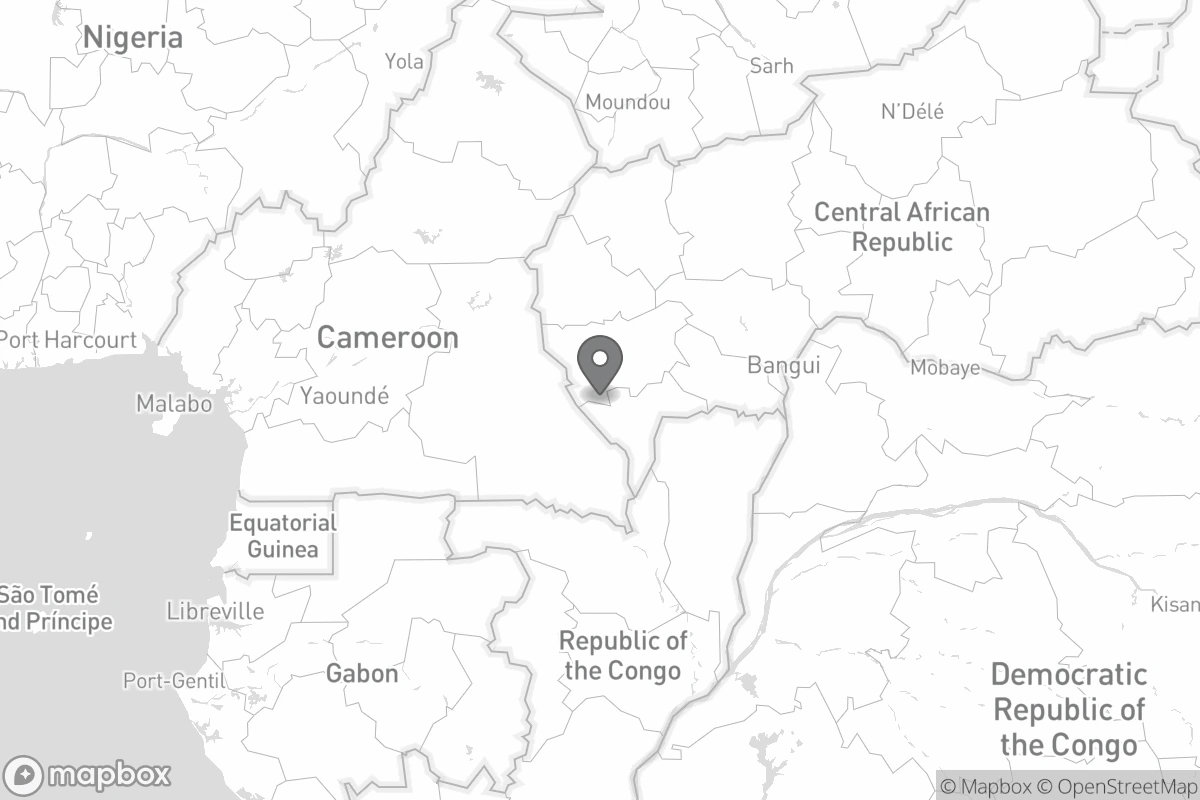 Nigeria
Yola
Sarh
Moundou
N'Délé
Central African
Republic
Port Harcourt
Cameroon
Bangui
Mobaye
Yaoundé
Malabo
Equatorial
Guinea
São Tomé
nd Príncipe
Libreville
Kisan
Republic of
the Congo
Gabon
Port-Gentil
Democratic
Republic of
the Congo
mapbox
© Mapbox © OpenStreetMap